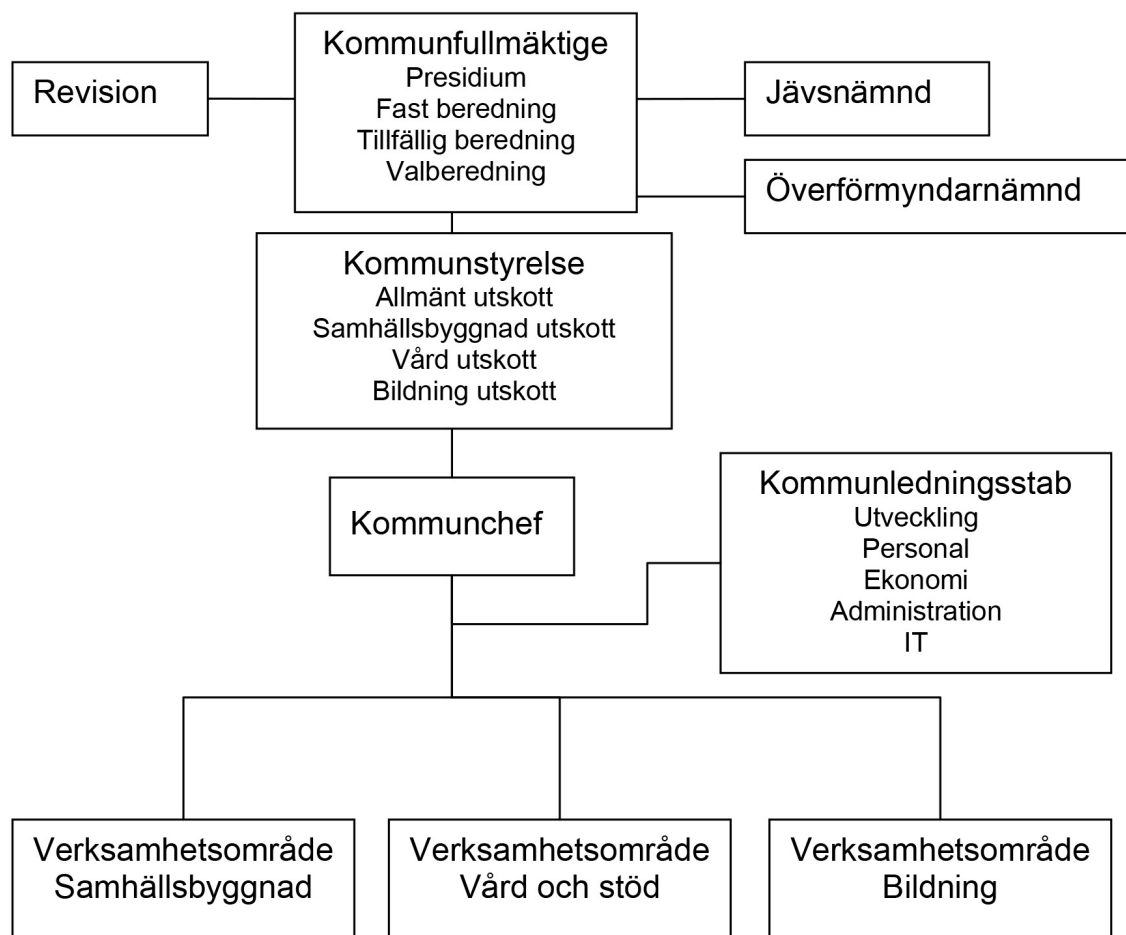 Kommunfullmäktige
Presidium
Fast beredning
Tillfällig beredning
Valberedning
Revision
Jävsnämnd
Överförmyndarnämnd
Kommunstyrelse
Allmänt utskott
Samhällsbyggnad utskott
Vård utskott
Bildning utskott
Kommunchef
Kommunledningsstab
Utveckling
Personal
Ekonomi
Administration
IT
Verksamhetsområde
Samhällsbyggnad
Verksamhetsområde
Vård och stöd
Verksamhetsområde
Bildning